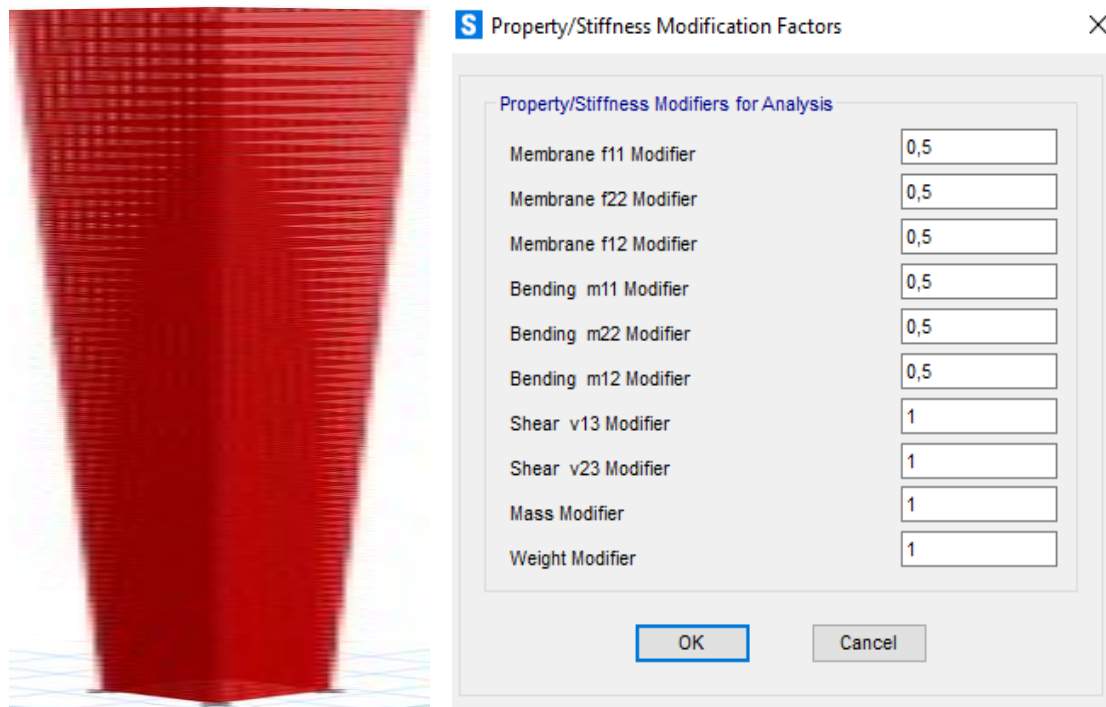 S Property/Stiffness Modification Factors
Property/Stiffness Modifiers for Analysis
Membrane f11 Modifier 0,5
Membrane f22 Modifier 0,5
Membrane f12 Modifier 0,5
Bending m11 Modifier 0,5
Bending m22 Modifier 0,5
Bending m12 Modifier 0,5
Shear v13 Modifier 1
Shear v23 Modifier 1
Mass Modifier 1
Weight Modifier 1
OK Cancel